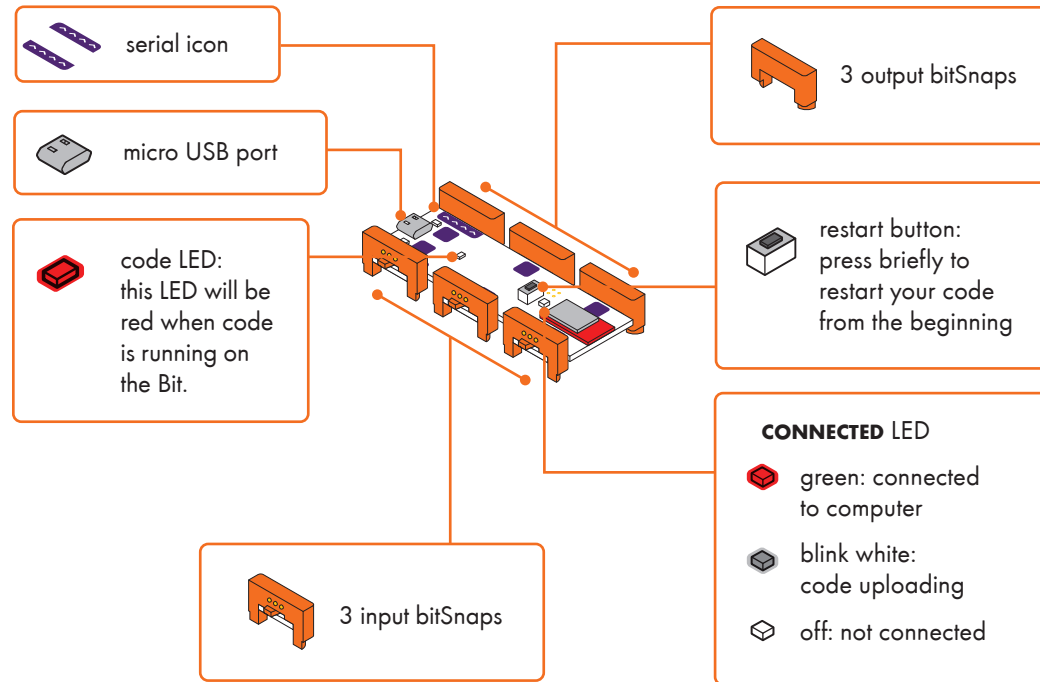 serial icon
3 output bitSnaps
micro USB port
code LED:
this LED will be
red when code
is running on
the Bit.
restart button:
press briefly to
restart your code
from the beginning
CONNECTED LED
green: connected
to computer
blink white:
code uploading
off: not connected
3 input bitSnaps